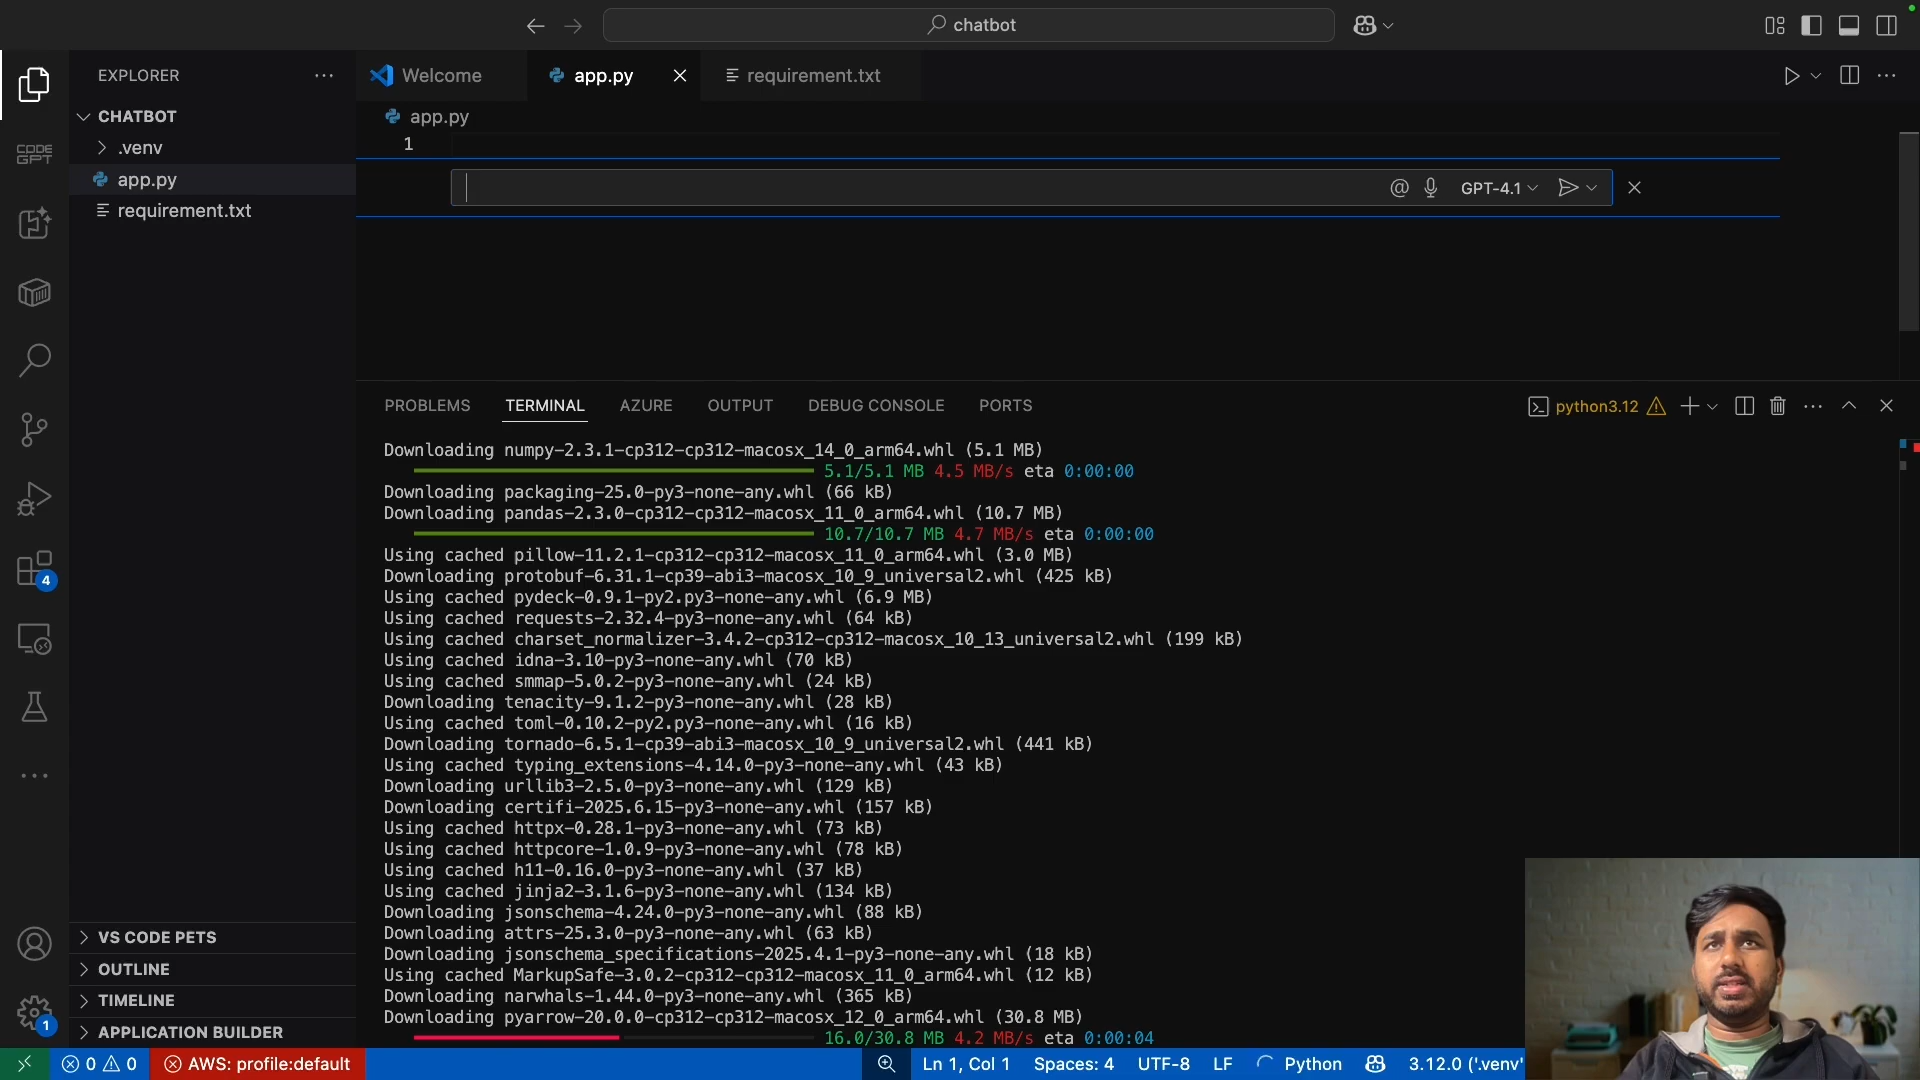 chatbot
EXPLORER
Welcome
app.py
requirement.txt
CHATBOT
app.py
.venv
1
app.py
GPT-4.1
requirement.txt
CODE
GPT
PROBLEMS
TERMINAL
AZURE
OUTPUT
DEBUG CONSOLE
PORTS
python3.12
Downloading numpy-2.3.1-cp312-cp312-macosx_14_0_arm64.whl (5.1 MB)
5.1/5.1 MB 4.5 MB/s eta 0:00:00
Downloading packaging-25.0-py3-none-any.whl (66 kB)
Downloading pandas-2.3.0-cp312-cp312-macosx_11_0_arm64.whl (10.7 MB)
10.7/10.7 MB 4.7 MB/s eta 0:00:00
Using cached pillow-11.2.1-cp312-cp312-macosx_11_0_arm64.whl (3.0 MB)
Downloading protobuf-6.31.1-cp39-abi3-macosx_10_9_universal2.whl (425 kB)
Using cached pydeck-0.9.1-py2.py3-none-any.whl (6.9 MB)
Using cached requests-2.32.4-py3-none-any.whl (64 kB)
Using cached charset_normalizer-3.4.2-cp312-cp312-macosx_10_13_universal2.whl (199 kB)
Using cached idna-3.10-py3-none-any.whl (70 kB)
Using cached smmap-5.0.2-py3-none-any.whl (24 kB)
Downloading tenacity-9.1.2-py3-none-any.whl (28 kB)
Using cached toml-0.10.2-py2.py3-none-any.whl (16 kB)
Downloading tornado-6.5.1-cp39-abi3-macosx_10_9_universal2.whl (441 kB)
Using cached typing_extensions-4.14.0-py3-none-any.whl (43 kB)
Downloading urllib3-2.5.0-py3-none-any.whl (129 kB)
Downloading certifi-2025.6.15-py3-none-any.whl (157 kB)
Using cached httpx-0.28.1-py3-none-any.whl (73 kB)
Using cached httpcore-1.0.9-py3-none-any.whl (78 kB)
Using cached h11-0.16.0-py3-none-any.whl (37 kB)
Using cached jinja2-3.1.6-py3-none-any.whl (134 kB)
Downloading jsonschema-4.24.0-py3-none-any.whl (88 kB)
Downloading attrs-25.3.0-py3-none-any.whl (63 kB)
Downloading jsonschema_specifications-2025.4.1-py3-none-any.whl (18 kB)
Using cached MarkupSafe-3.0.2-cp312-cp312-macosx_11_0_arm64.whl (12 kB)
Downloading narwhals-1.44.0-py3-none-any.whl (365 kB)
Downloading pyarrow-20.0.0-cp312-cp312-macosx_12_0_arm64.whl (30.8 MB)
16.0/30.8 MB 4.2 MB/s eta 0:00:04
4
VS CODE PETS
OUTLINE
TIMELINE
APPLICATION BUILDER
1
0 0 AWS: profile:default
Ln 1, Col 1 Spaces: 4 UTF-8 LF Python 3.12.0 ('.venv'